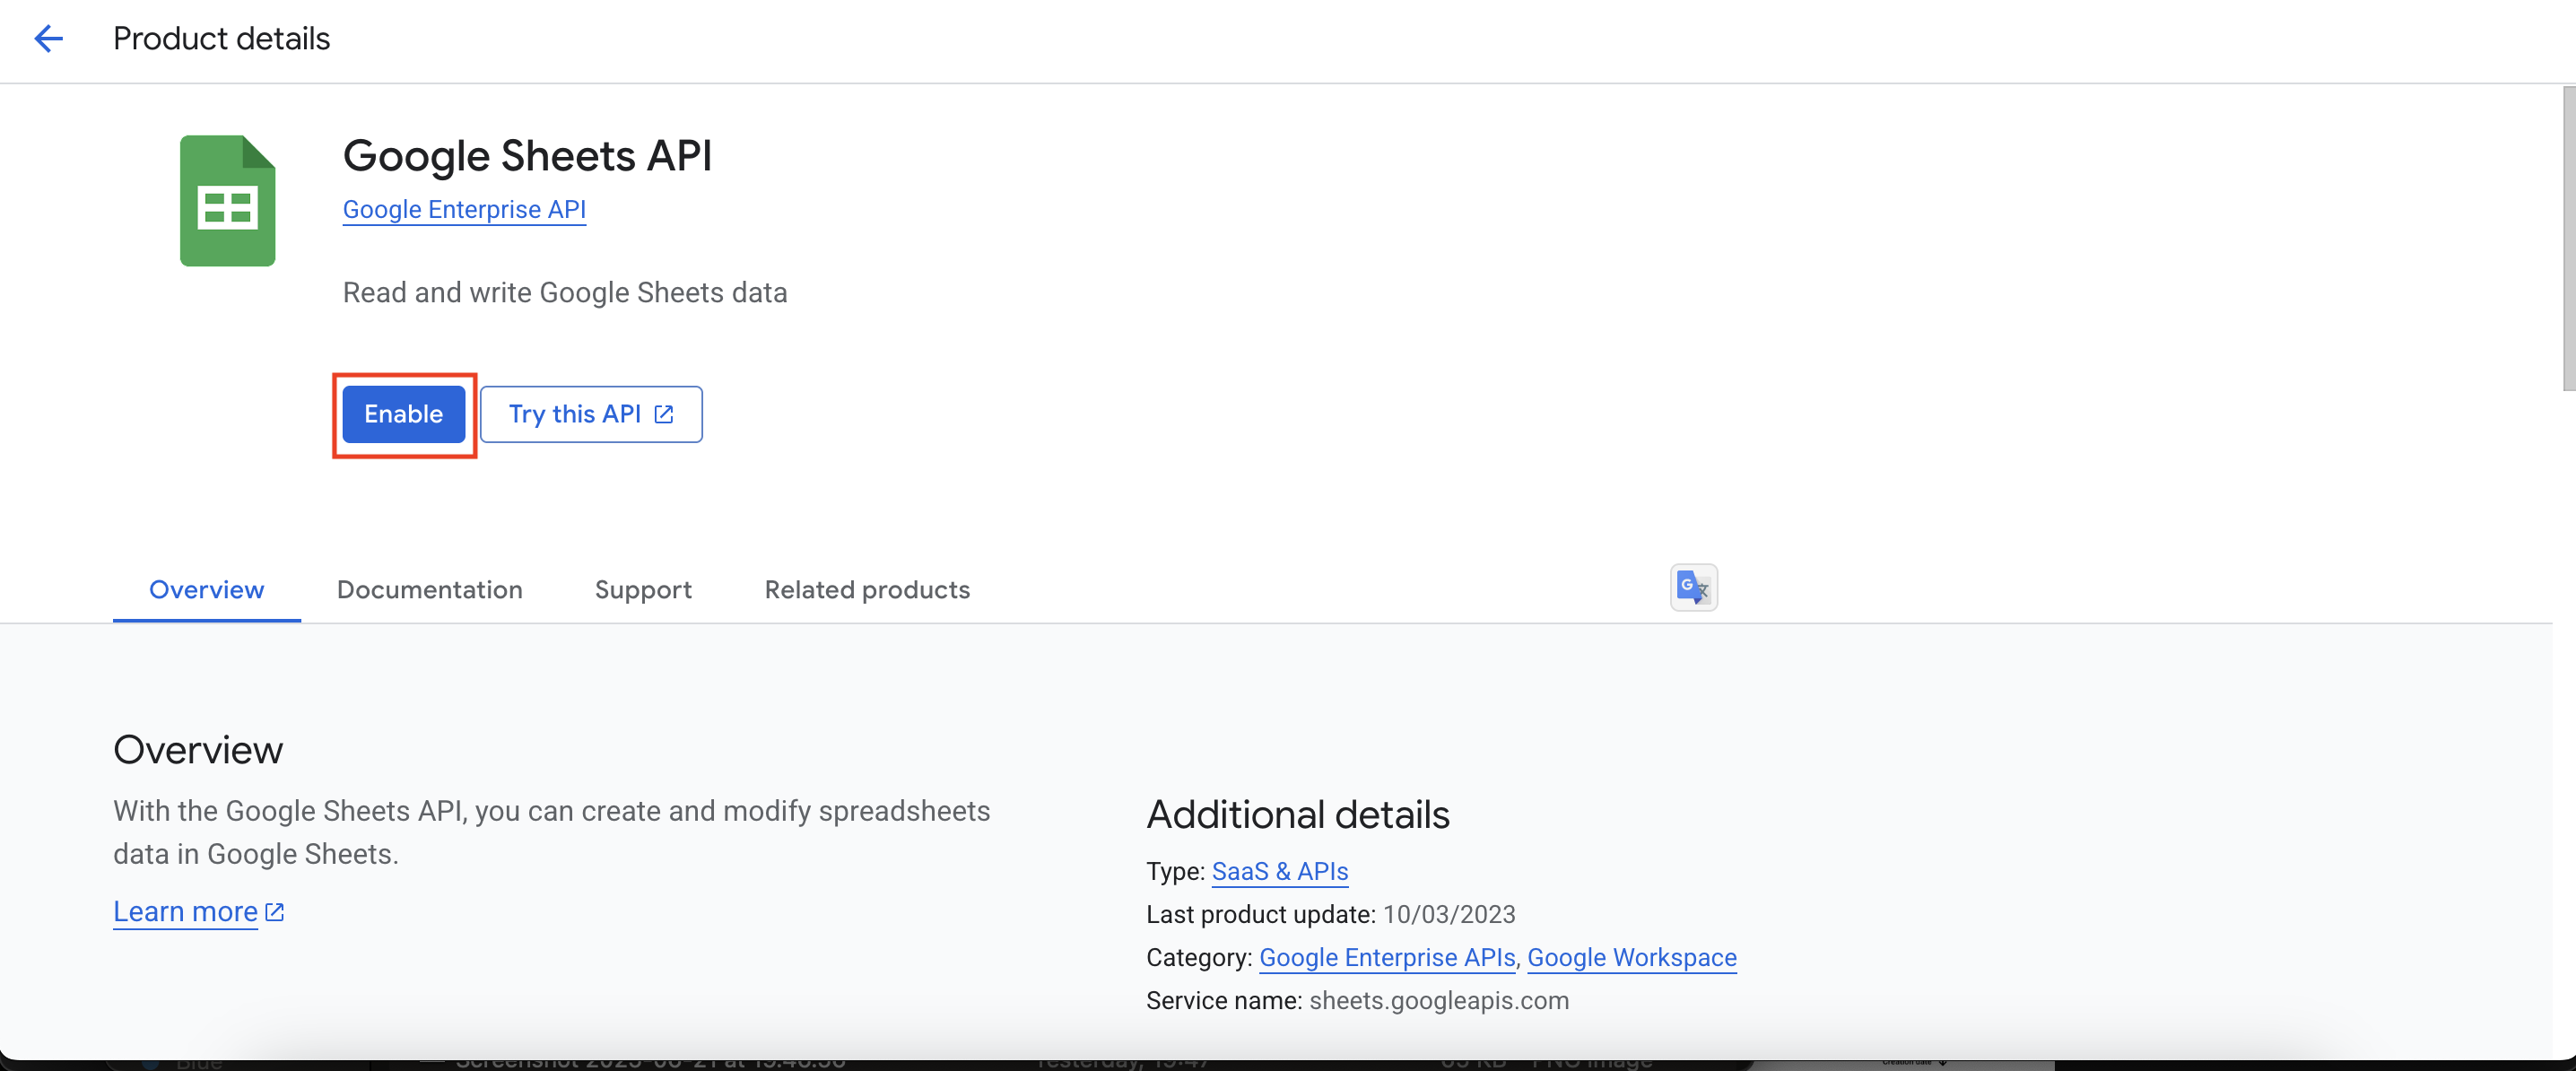 Product details
Google Sheets API
Google Enterprise API
Read and write Google Sheets data
Enable
Try this API
Overview
Documentation
Support
Related products
G
Overview
With the Google Sheets API, you can create and modify spreadsheets
data in Google Sheets.
Learn more
Additional details
Type: SaaS & APIs
Last product update: 10/03/2023
Category: Google Enterprise APIs, Google Workspace
Service name: sheets.googleapis.com